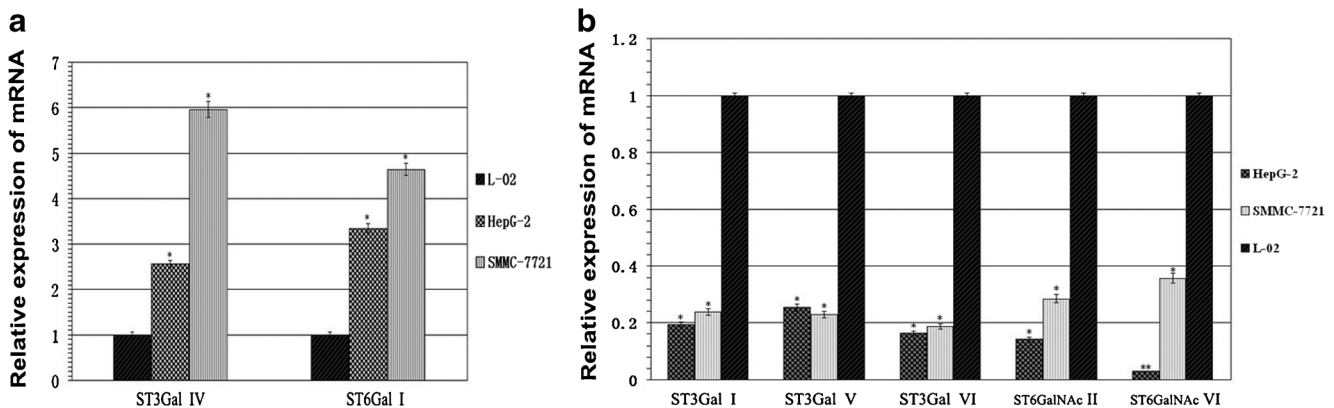 a
Relative expression of mRNA
7
6
5
4
3
2
1
0
*
*
*
*
ST3Gal IV
ST6Gal I
L-02
HepG-2
SMMC-7721
b
Relative expression of mRNA
1.2
1
0.8
0.6
0.4
0.2
0
*
*
*
*
*
*
*
*
**
*
ST3Gal I
ST3Gal V
ST3Gal VI
ST6GalNAc II
ST6GalNAc VI
HepG-2
SMMC-7721
L-02